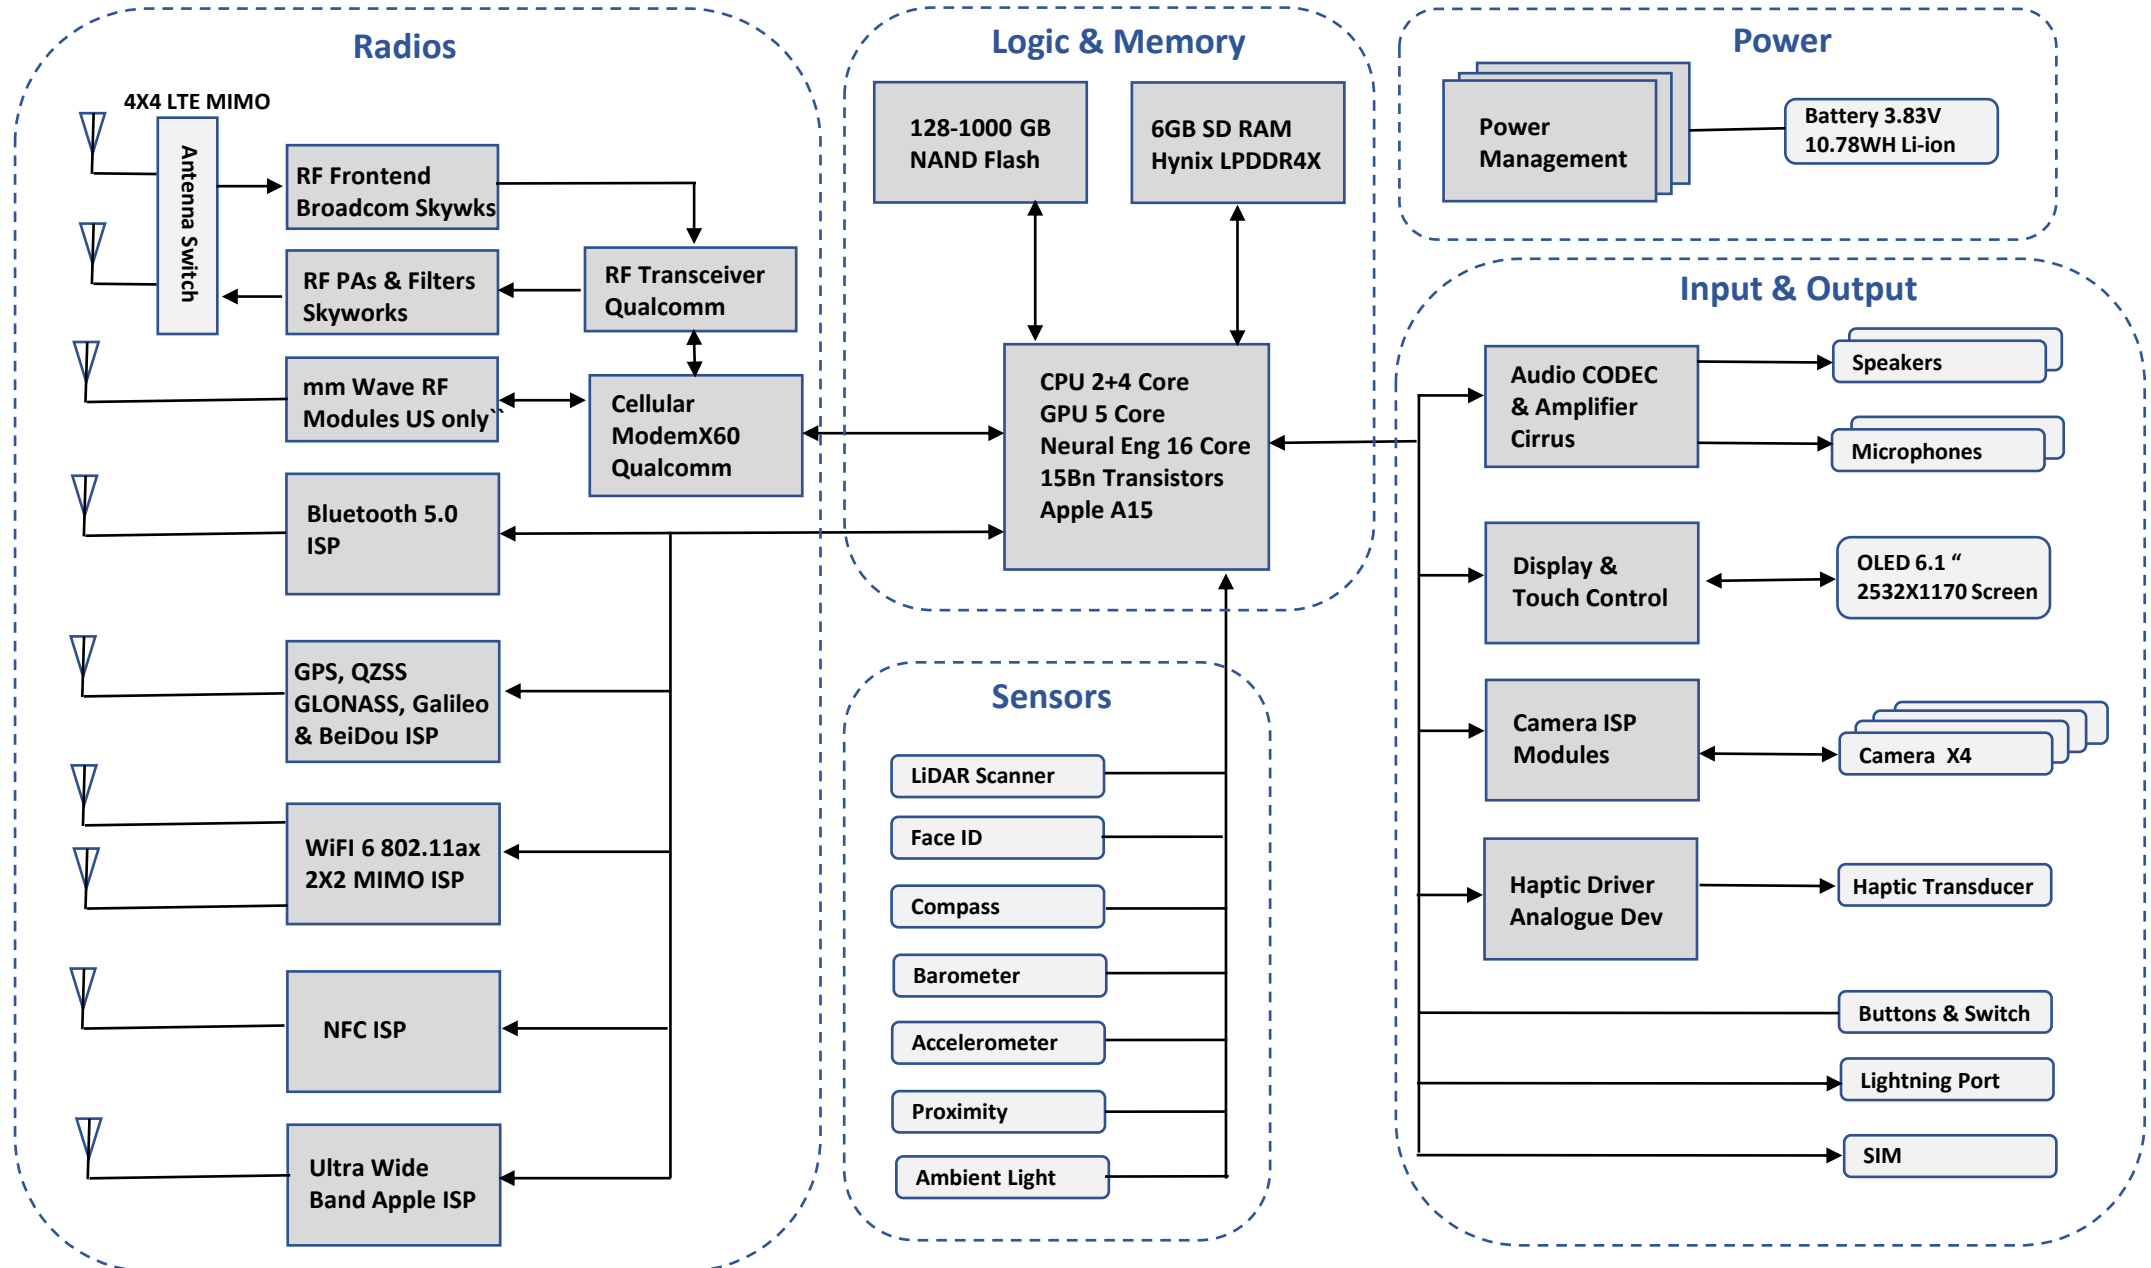 Radios
4X4 LTE MIMO
Antenna Switch
RF Frontend
Broadcom Skywks
RF PAs & Filters
Skyworks
RF Transceiver
Qualcomm
mm Wave RF
Modules US only``
Cellular
ModemX60
Qualcomm
Bluetooth 5.0
ISP
GPS, QZSS
GLONASS, Galileo
& BeiDou ISP
WiFI 6 802.11ax
2X2 MIMO ISP
NFC ISP
Ultra Wide
Band Apple ISP
Logic & Memory
128-1000 GB
NAND Flash
6GB SD RAM
Hynix LPDDR4X
CPU 2+4 Core
GPU 5 Core
Neural Eng 16 Core
15Bn Transistors
Apple A15
Sensors
LiDAR Scanner
Face ID
Compass
Barometer
Accelerometer
Proximity
Ambient Light
Power
Power
Management
Battery 3.83V
10.78WH Li-ion
Input & Output
Audio CODEC
& Amplifier
Cirrus
Speakers
Microphones
Display &
Touch Control
OLED 6.1 “
2532X1170 Screen
Camera ISP
Modules
Camera  X4
Haptic Driver
Analogue Dev
Haptic Transducer
Buttons & Switch
Lightning Port
SIM